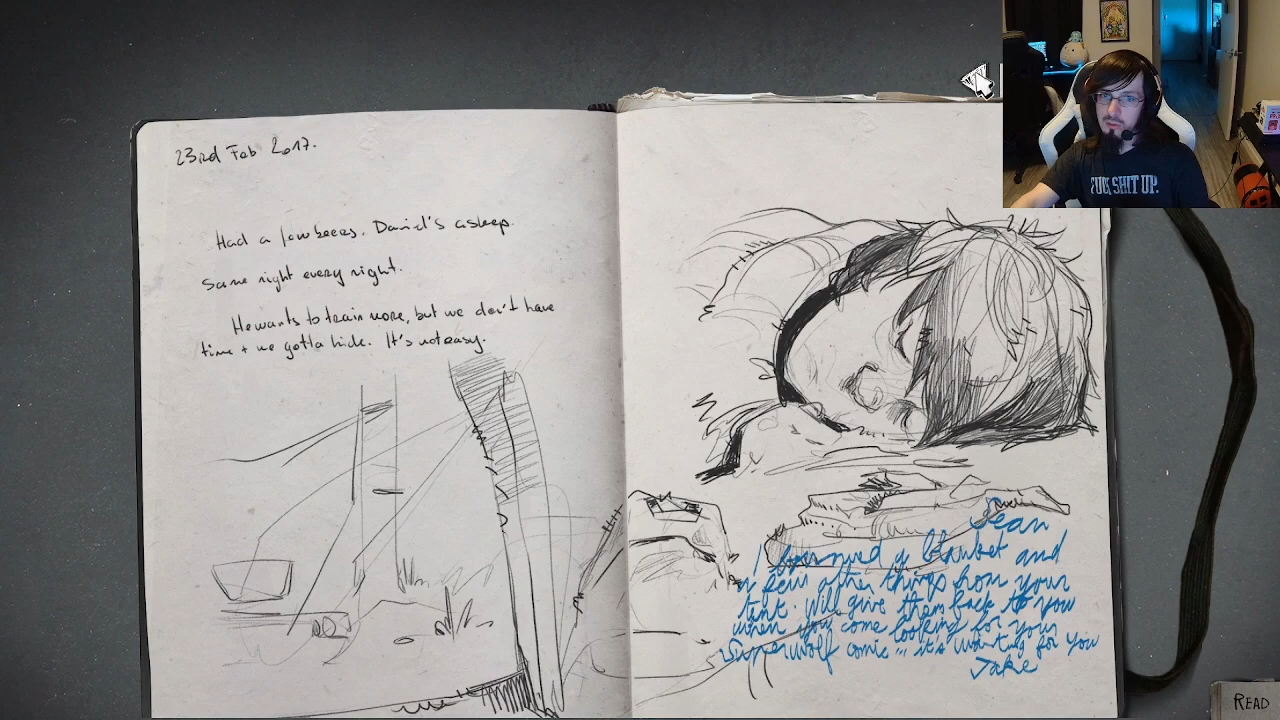 23rd Feb 2017.
Had a few beers. David's asleep.
Same night every night.
He wants to train more, but we don't have
time + we gotta hide. It's not easy.
Sean
I borrowed a blanket and
a few other things from your
tent. Will give them back to you
when you come looking for your
Superwolf comic... it's waiting for you
Jake
SHIT UP.
READ